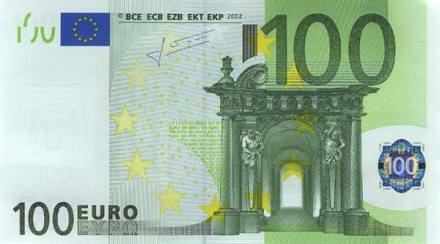 © BCE ECB EZB EKT EKP 2002
100
100
100 EURO
ΕΥΡΩ